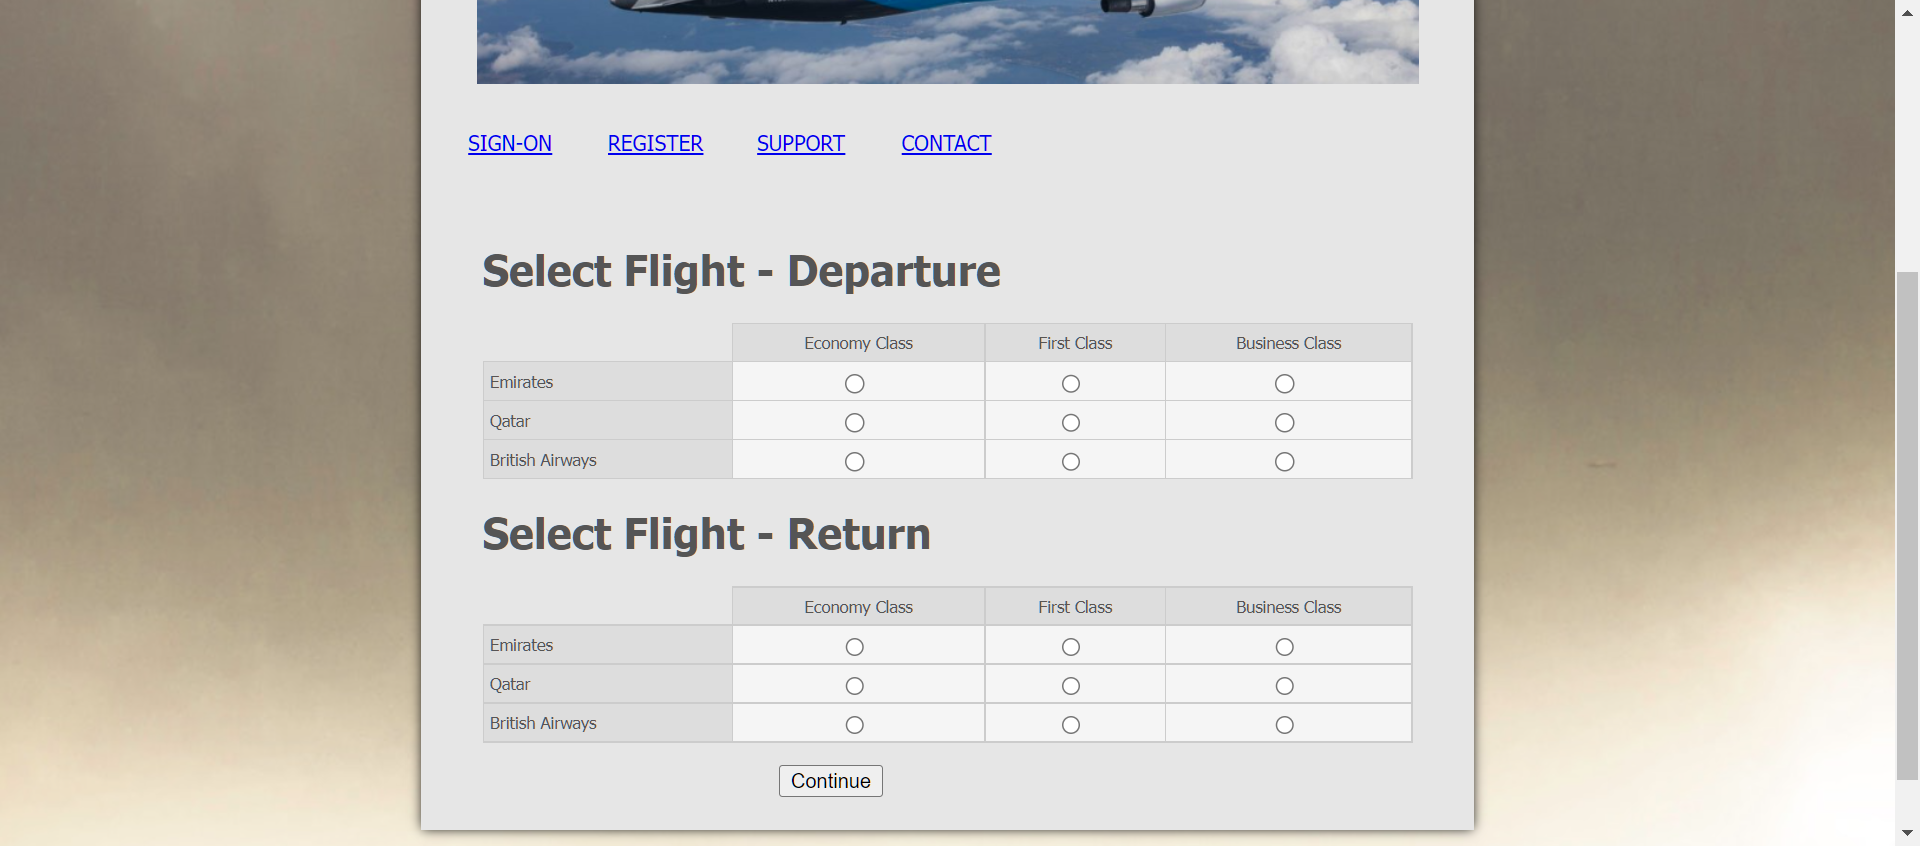 SIGN-ON REGISTER SUPPORT CONTACT
Select Flight - Departure
Economy Class First Class Business Class
Emirates
Qatar
British Airways
Select Flight - Return
Economy Class First Class Business Class
Emirates
Qatar
British Airways
Continue